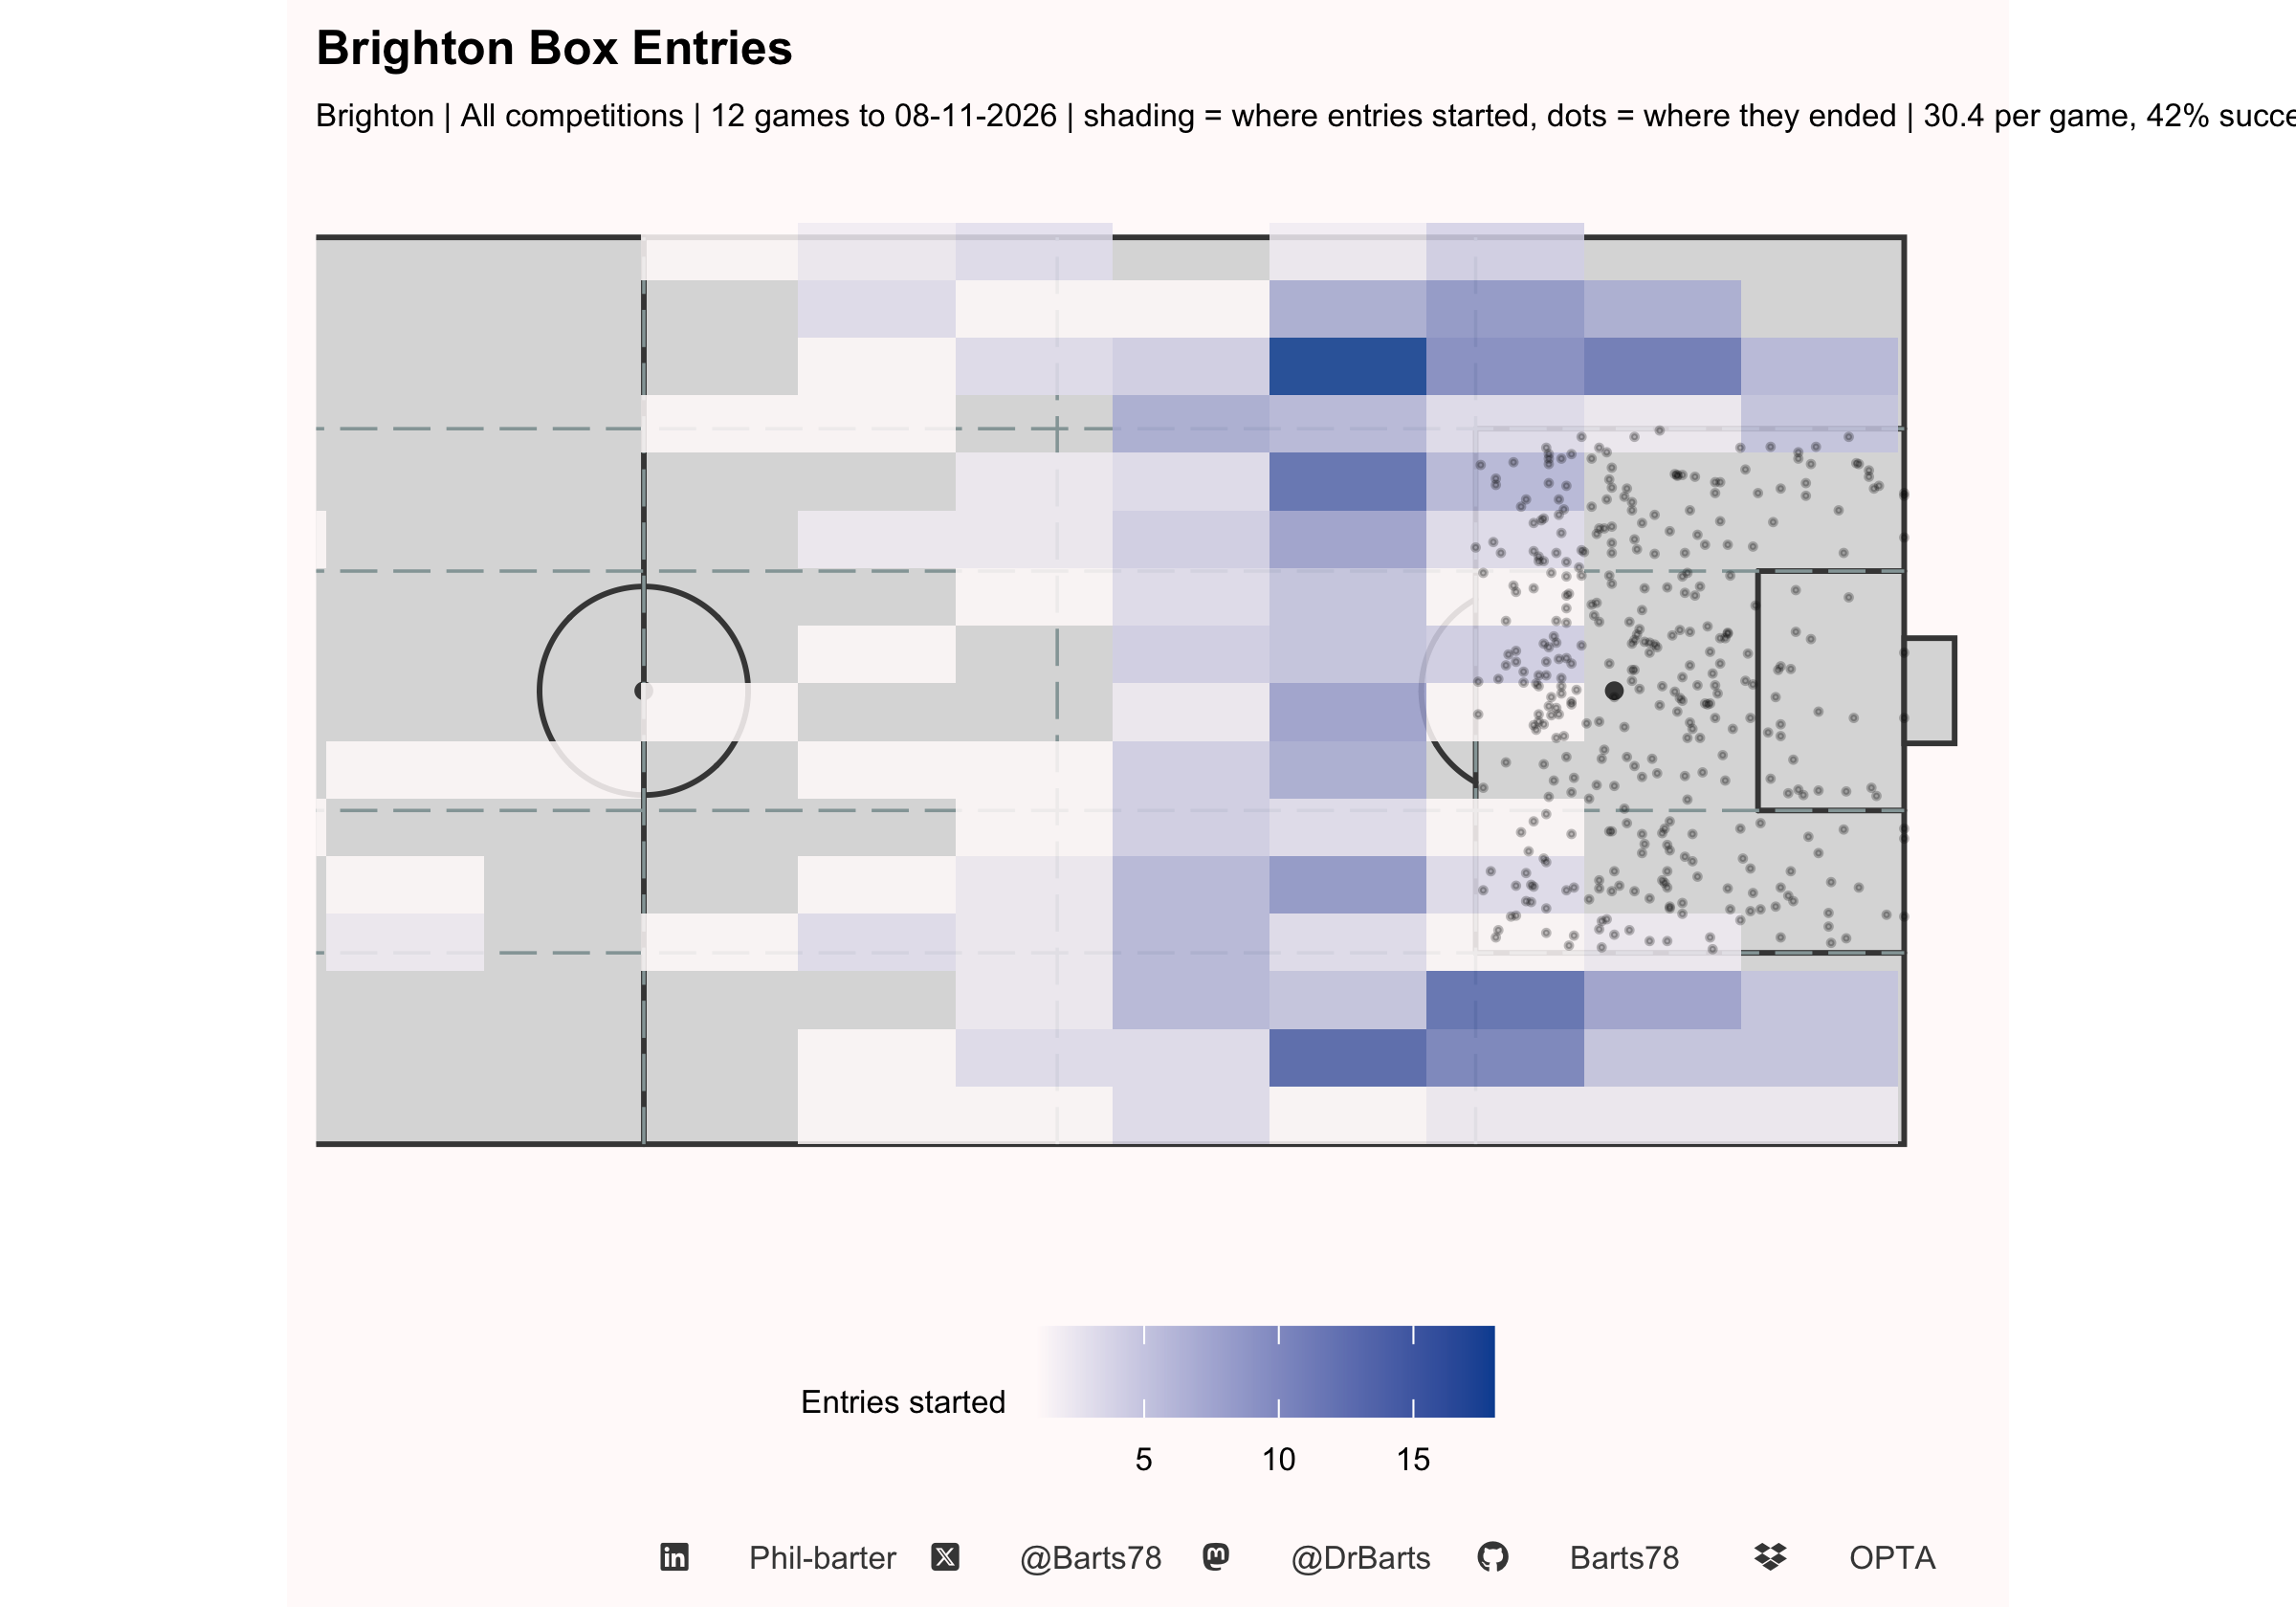 Brighton Box Entries
Brighton | All competitions | 12 games to 08-11-2026 | shading = where entries started, dots = where they ended | 30.4 per game, 42% succe
Entries started
5 10 15
Phil-barter @Barts78 @DrBarts Barts78 OPTA